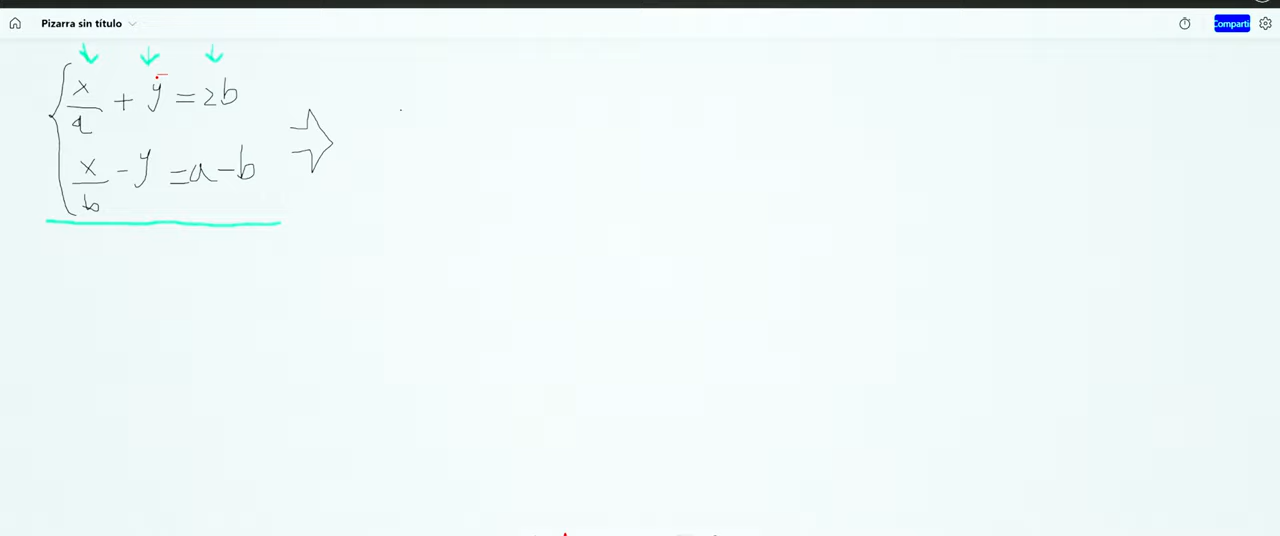 Pizarra sin título
Comparti
x/a + y = 2b
x/b - y = a - b